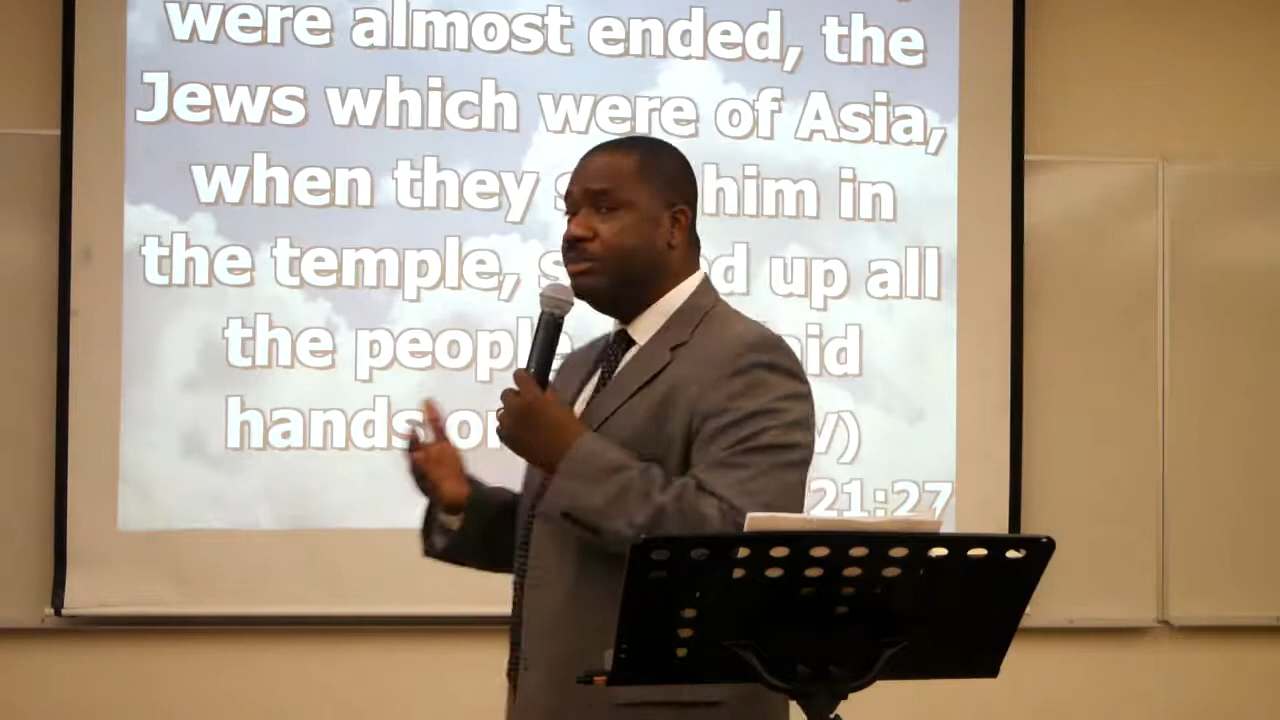 were almost ended, the
Jews which were of Asia,
when they him in
the temple, up all
the people
hands
21:27